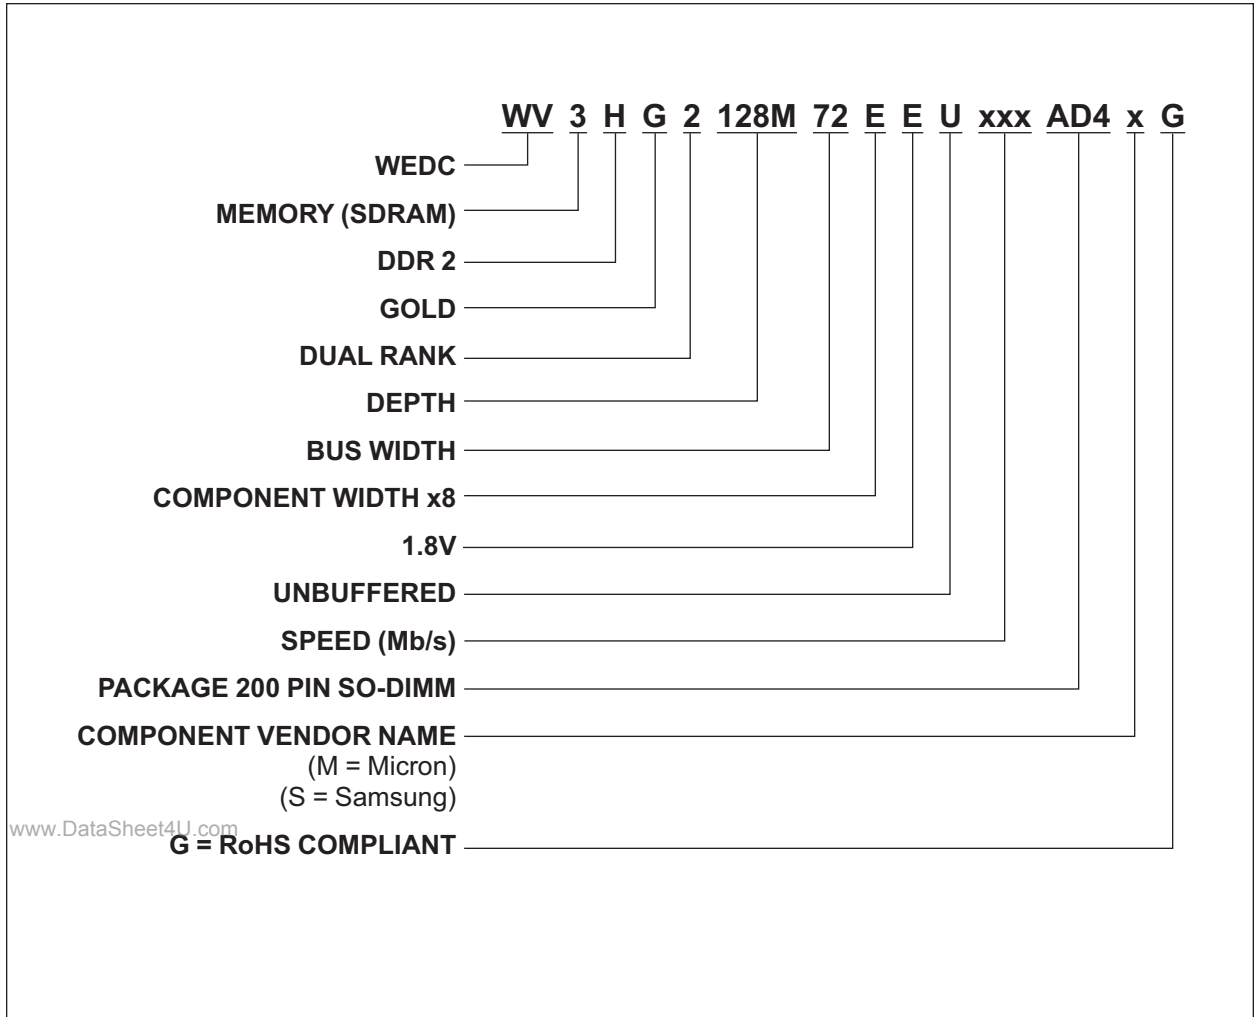 WV 3 H G 2 128M 72 E E U xxx AD4 x G
WEDC
MEMORY (SDRAM)
DDR 2
GOLD
DUAL RANK
DEPTH
BUS WIDTH
COMPONENT WIDTH x8
1.8V
UNBUFFERED
SPEED (Mb/s)
PACKAGE 200 PIN SO-DIMM
COMPONENT VENDOR NAME
(M = Micron)
(S = Samsung)
www.DataSheet4U.com
G = RoHS COMPLIANT